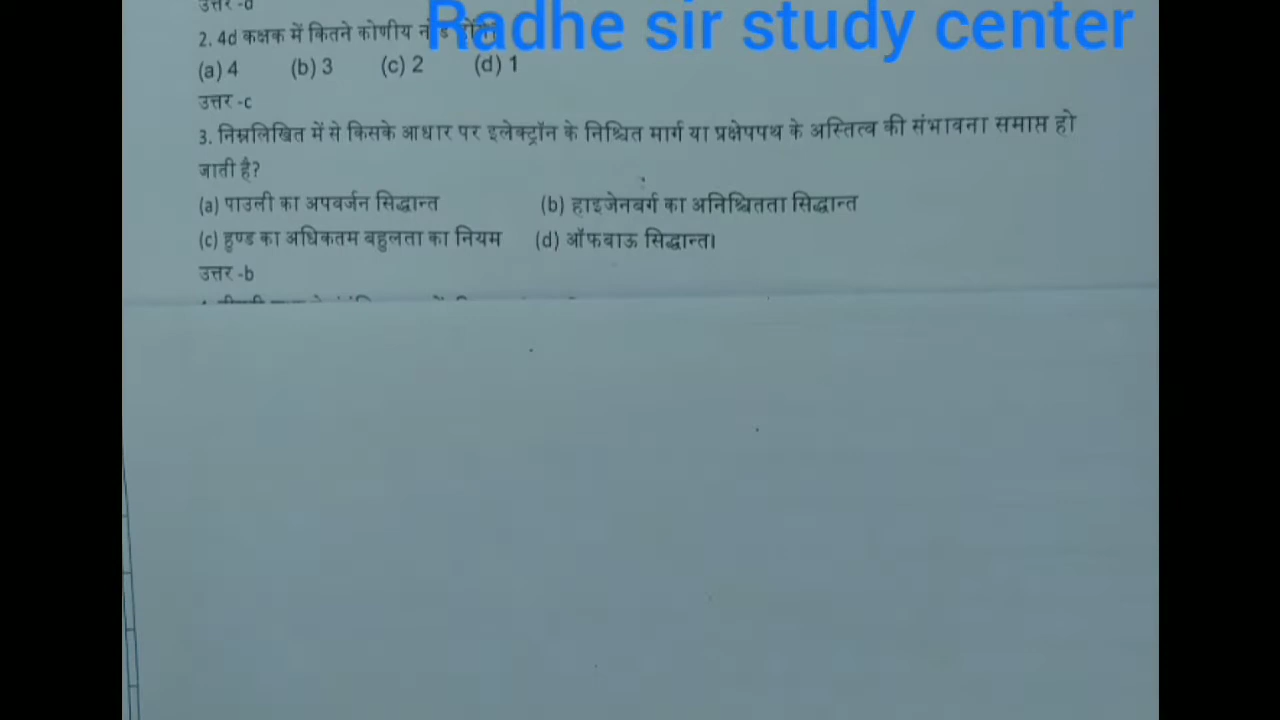 उत्तर -d
Radhe sir study center
2. 4d कक्षक में कितने कोणीय
(a) 4 (b) 3 (c) 2 (d) 1
उत्तर -c
3. निम्नलिखित में से किसके आधार पर इलेक्ट्रॉन के निश्चित मार्ग या प्रक्षेपपथ के अस्तित्व की संभावना समाप्त हो
जाती है?
(a) पाउली का अपवर्जन सिद्धान्त (b) हाइजेनबर्ग का अनिश्चितता सिद्धान्त
(c) हुण्ड का अधिकतम बहुलता का नियम (d) ऑफबाऊ सिद्धान्त।
उत्तर -b